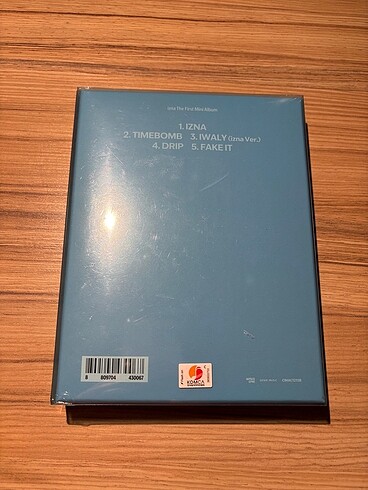 izna The First Mini Album
1. IZNA
2. TIMEBOMB 3. IWALY (izna Ver.)
4. DRIP 5. FAKE IT
8 809704 430067
KOMCA